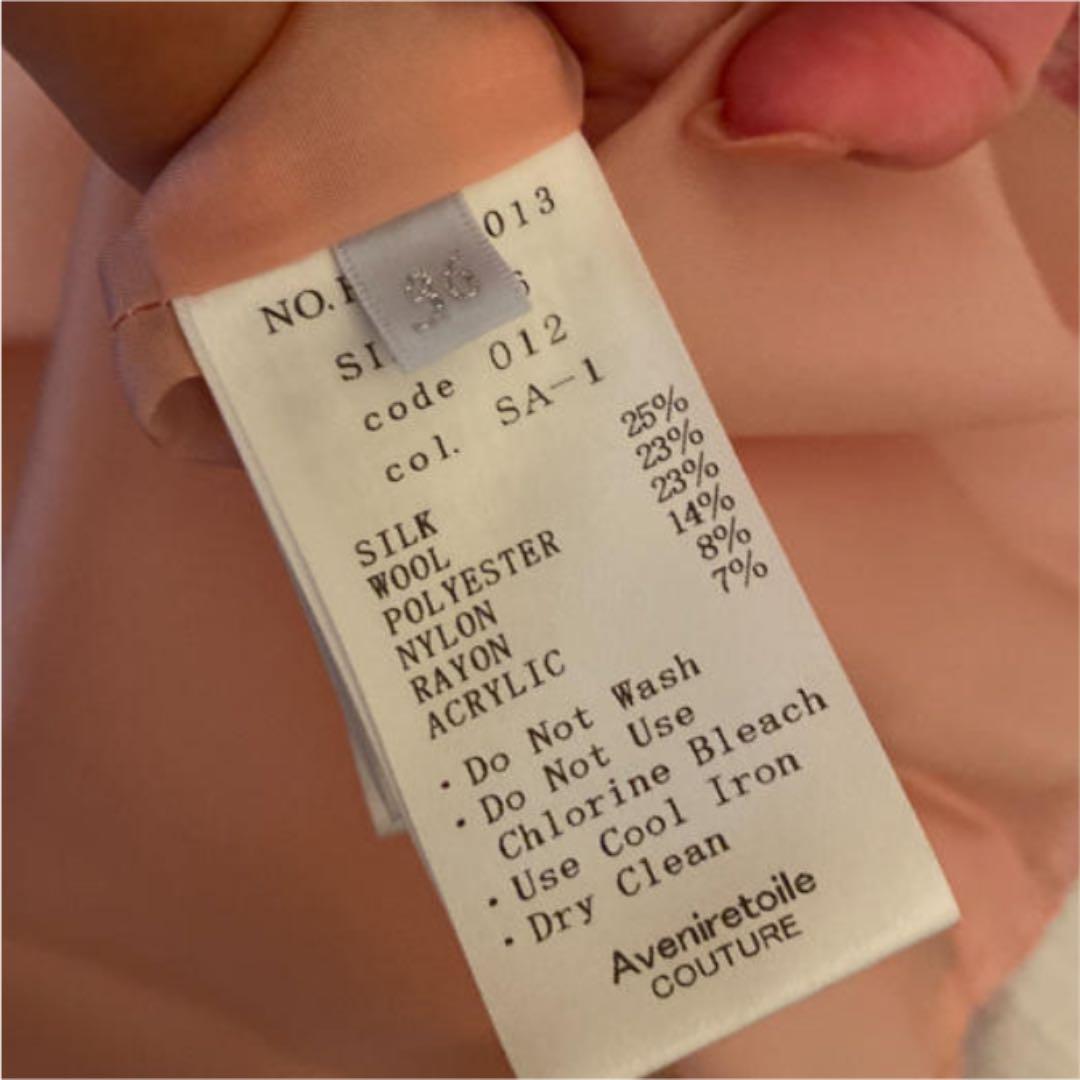 013
NO.
36
code 012
col. SA-1
SILK 25%
WOOL 23%
POLYESTER 23%
NYLON 14%
RAYON 8%
ACRYLIC 7%
・Do Not Wash
・Do Not Use
Chlorine Bleach
・Use Cool Iron
・Dry Clean
Aveniretoile
COUTURE